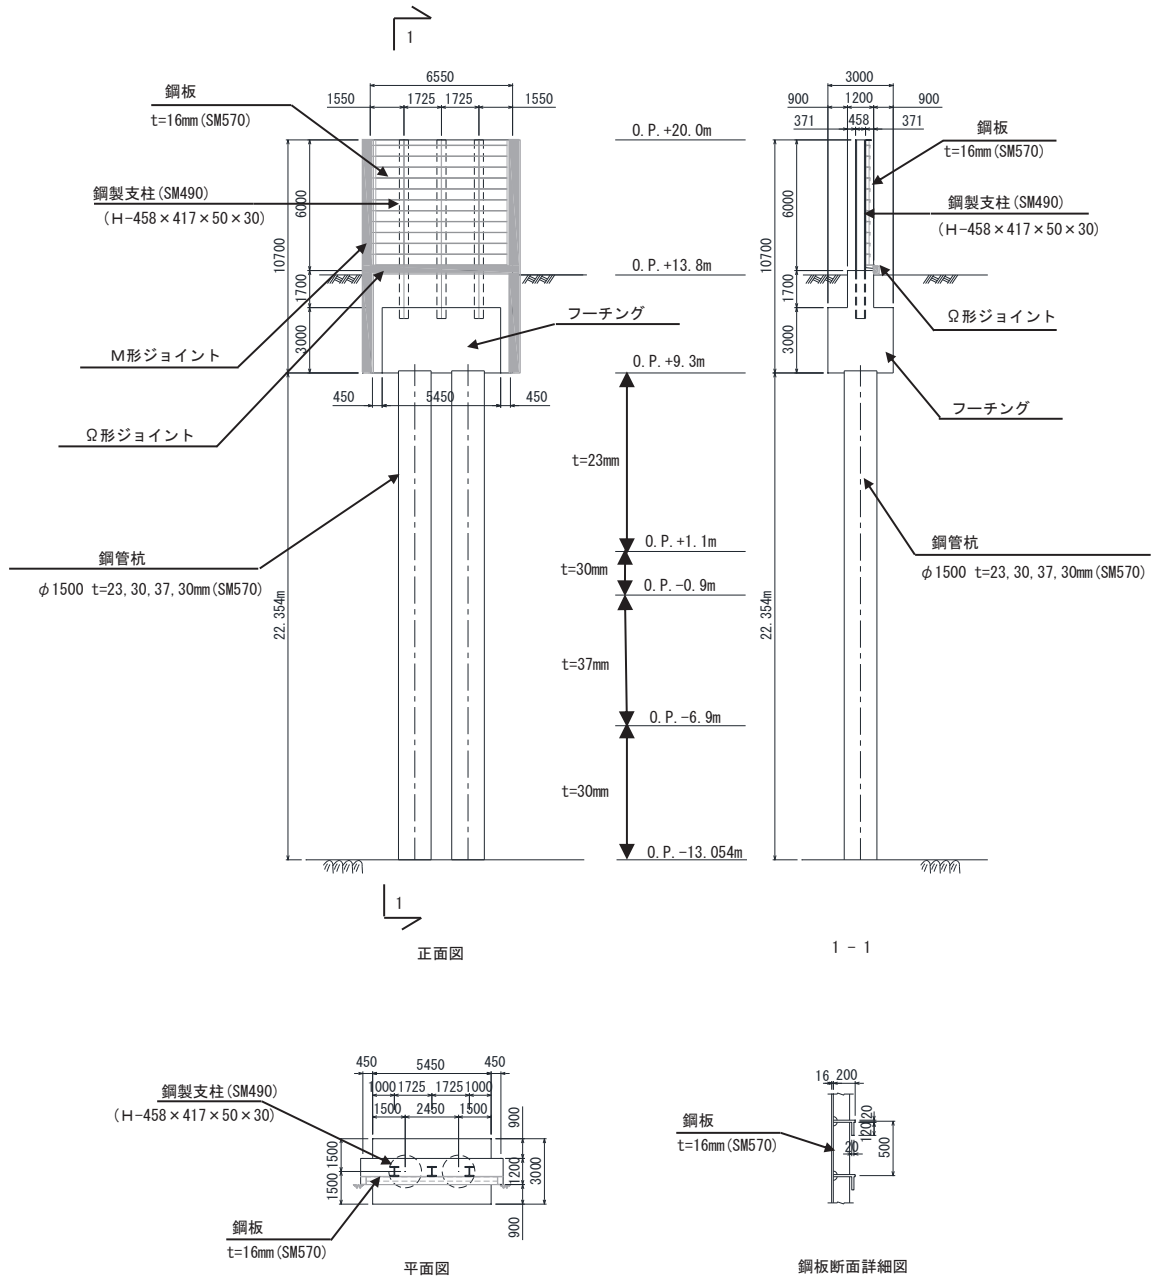 1
6550
1550
1725
1725
1550
鋼板
t=16mm(SM570)
鋼製支柱(SM490)
(H-458×417×50×30)
6000
10700
1700
3000
M形ジョイント
Ω形ジョイント
フーチング
450
5450
450
鋼管杭
φ1500 t=23,30,37,30mm(SM570)
22.354m
1
正面図
O.P.+20.0m
O.P.+13.8m
O.P.+9.3m
t=23mm
O.P.+1.1m
t=30mm
O.P.-0.9m
t=37mm
O.P.-6.9m
t=30mm
O.P.-13.054m
3000
900
1200
900
371
458
371
鋼板
t=16mm(SM570)
鋼製支柱(SM490)
(H-458×417×50×30)
6000
10700
1700
3000
Ω形ジョイント
フーチング
鋼管杭
φ1500 t=23,30,37,30mm(SM570)
22.354m
1 - 1
450
5450
450
1000
1725
1725
1000
1500
2450
1500
鋼製支柱(SM490)
(H-458×417×50×30)
900
1500
1500
1200
3000
900
鋼板
t=16mm(SM570)
平面図
16
200
鋼板
t=16mm(SM570)
20
120
20
500
鋼板断面詳細図